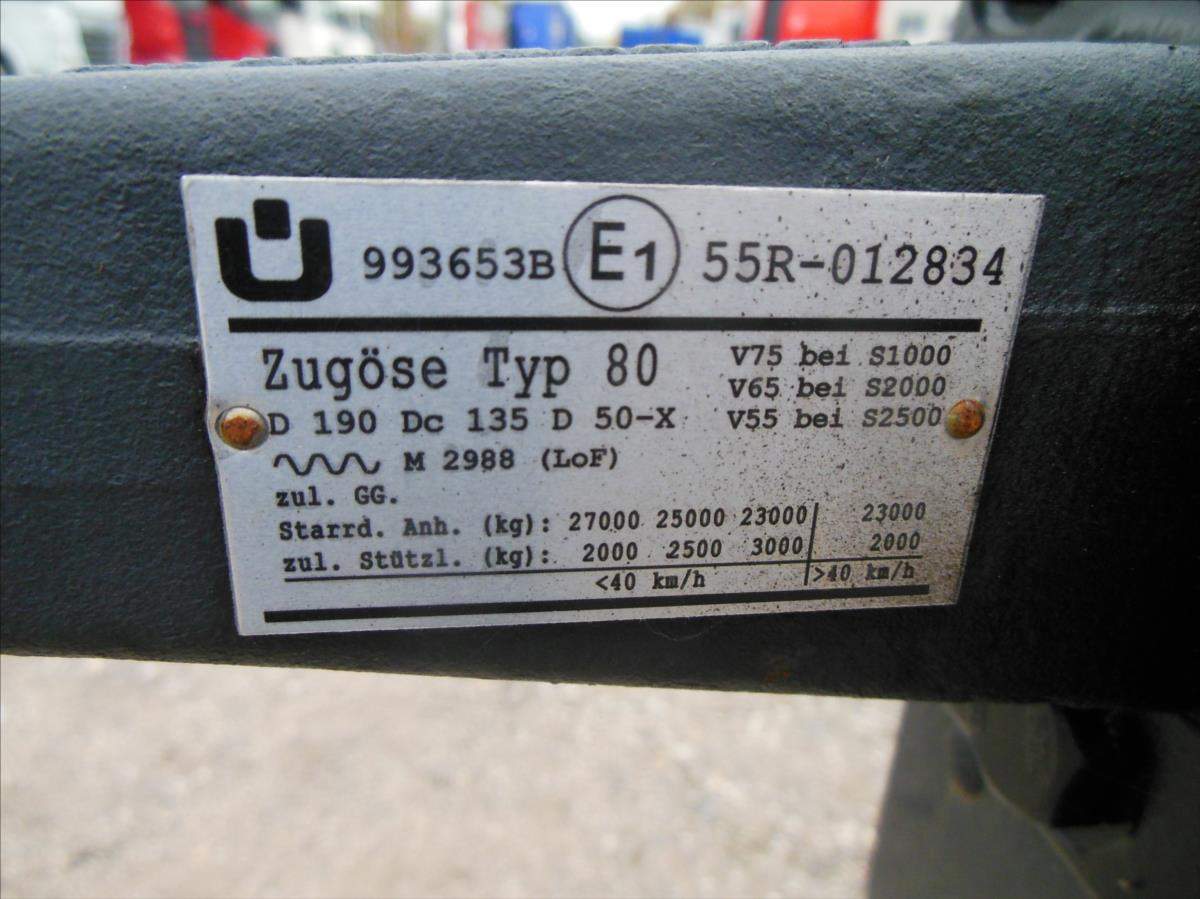 993653B E1 55R-012834
Zugöse Typ 80
V75 bei S1000
V65 bei S2000
D 190 Dc 135 D 50-X V55 bei S2500
M 2988 (LoF)
zul. GG.
Starrd. Anh. (kg): 27000 25000 23000 23000
zul. Stützl. (kg): 2000 2500 3000 2000
<40 km/h >40 km/h